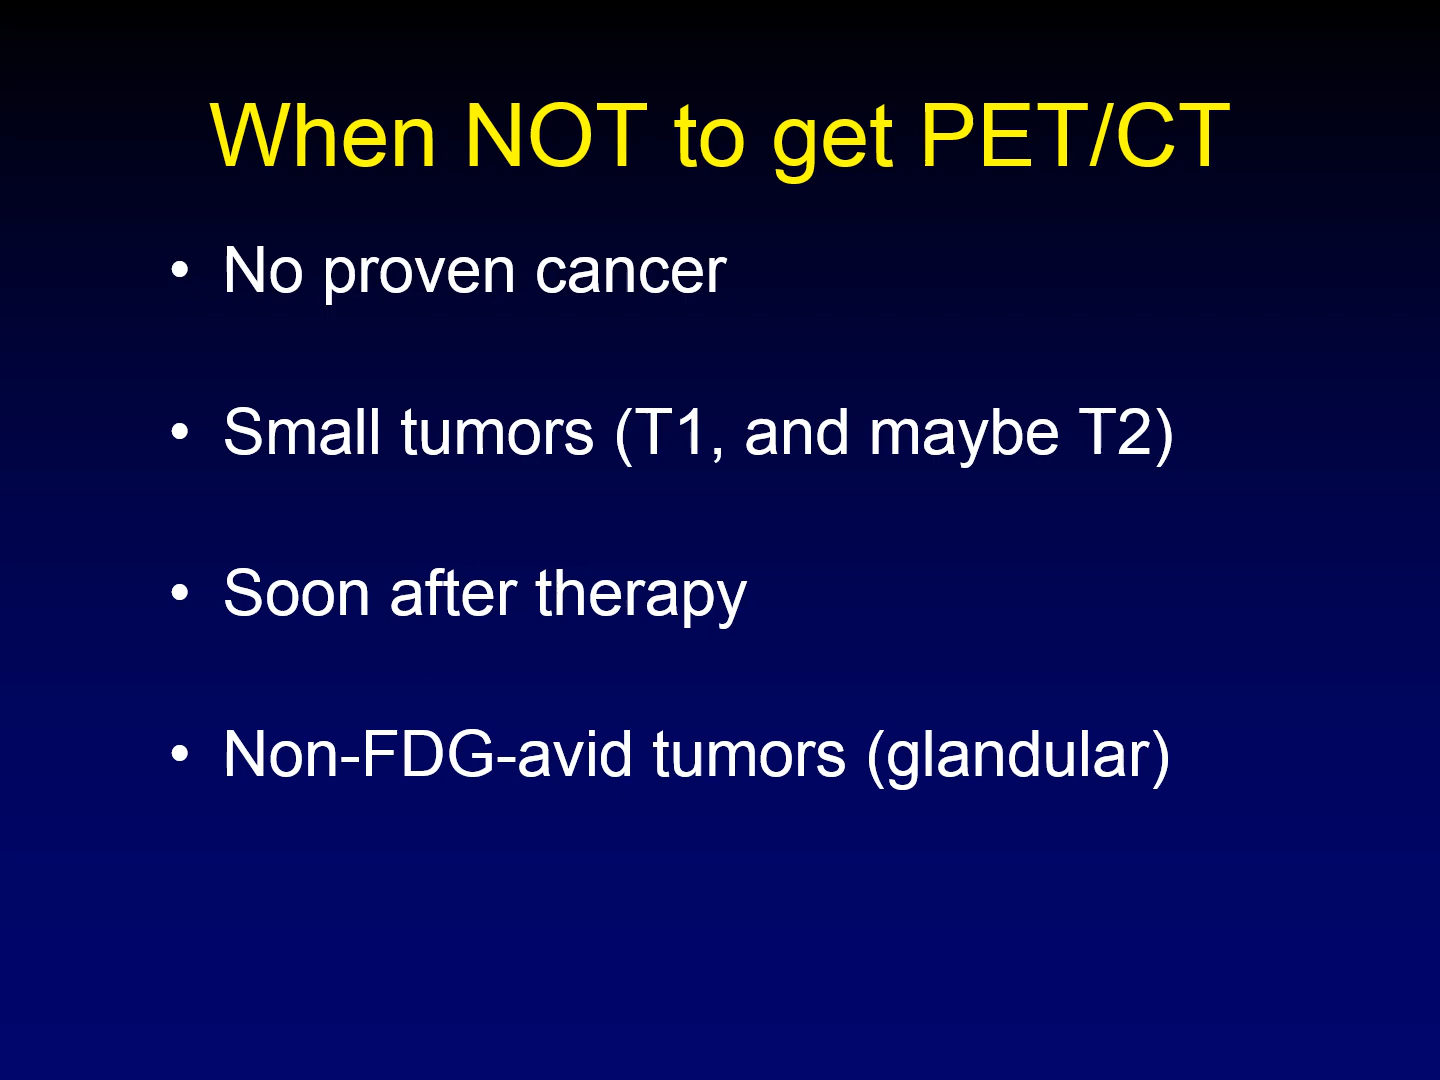 When NOT to get PET/CT
• No proven cancer
• Small tumors (T1, and maybe T2)
• Soon after therapy
• Non-FDG-avid tumors (glandular)